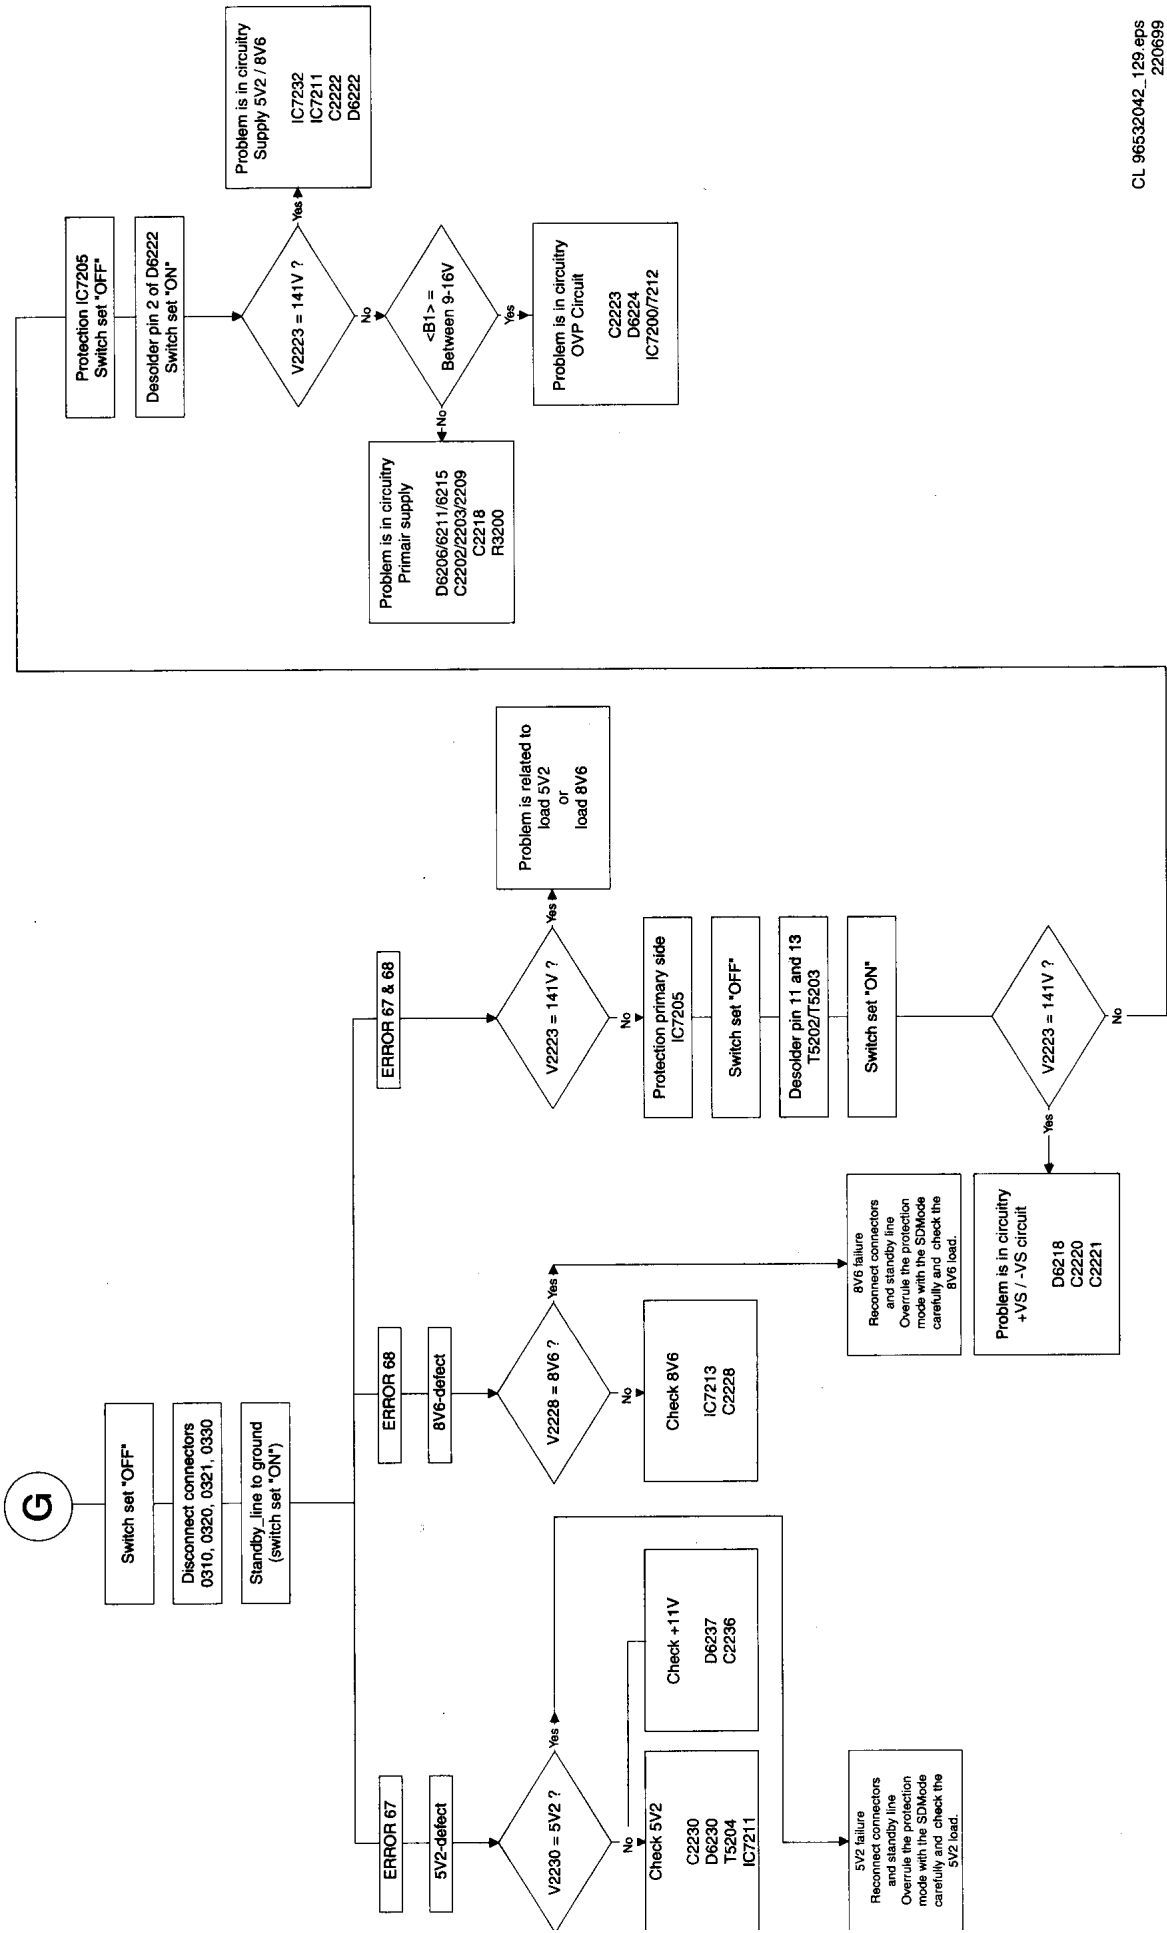 G
Switch set "OFF"
Disconnect connectors
0310, 0320, 0321, 0330
Standby_line to ground
(switch set "ON")
ERROR 67
5V2-defect
V2230 = 5V2 ?
Yes
No
Check 5V2
C2230
D6230
T5204
IC7211
Check +11V
D6237
C2236
5V2 failure
Reconnect connectors
and standby line
Overrule the protection
mode with the SDMode
carefully and check the
5V2 load.
ERROR 68
8V6-defect
V2228 = 8V6 ?
Yes
No
Check 8V6
IC7213
C2228
8V6 failure
Reconnect connectors
and standby line
Overrule the protection
mode with the SDMode
carefully and check the
8V6 load.
ERROR 67 & 68
V2223 = 141V ?
Yes
Problem is related to
load 5V2
or
load 8V6
No
Protection primary side
IC7205
Switch set "OFF"
Desolder pin 11 and 13
T5202/T5203
Switch set "ON"
V2223 = 141V ?
Yes
Problem is in circuitry
+VS / -VS circuit
D6218
C2220
C2221
No
Protection IC7205
Switch set "OFF"
Desolder pin 2 of D6222
Switch set "ON"
V2223 = 141V ?
Yes
Problem is in circuitry
Supply 5V2 / 8V6
IC7232
IC7211
C2222
D6222
No
<B1> =
Between 9-16V
No
Problem is in circuitry
Primair supply
D6206/6211/6215
C2202/2203/2209
C2218
R3200
Yes
Problem is in circuitry
OVP Circuit
C2223
D6224
IC7200/7212
CL 96532042_129.eps
220699